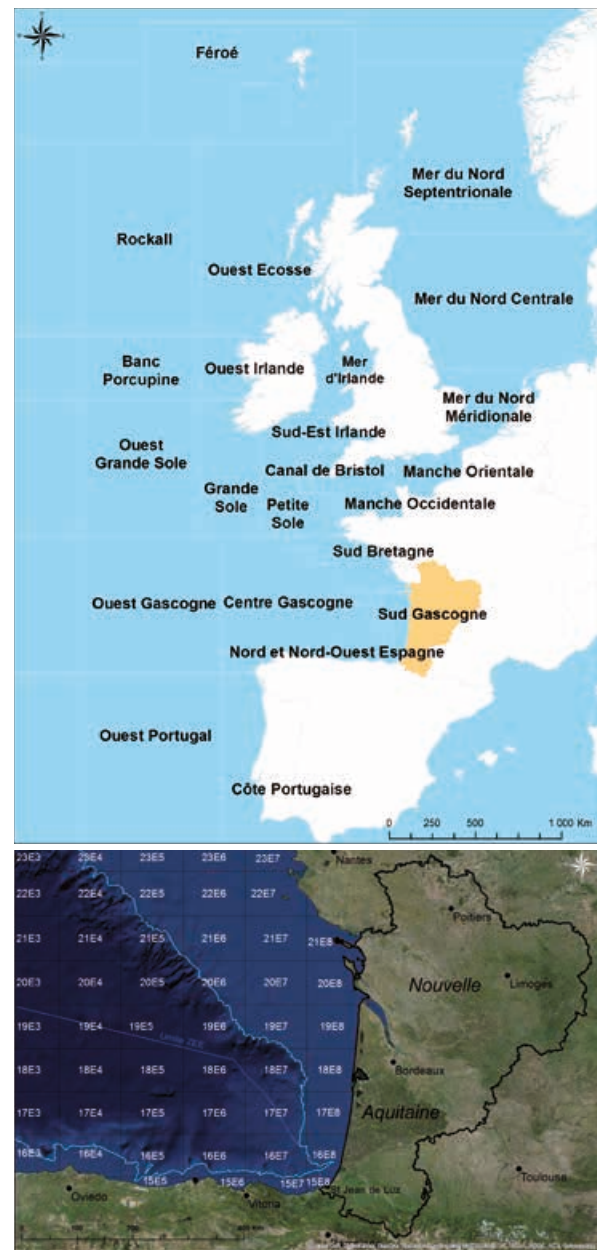 Féroé
Mer du Nord
Septentrionale
Rockall
Ouest Ecosse
Mer du Nord Centrale
Banc
Porcupine
Ouest Irlande
Mer
d'Irlande
Mer du Nord
Méridionale
Sud-Est Irlande
Ouest
Grande Sole
Canal de Bristol
Manche Orientale
Grande
Sole
Petite
Sole
Manche Occidentale
Sud Bretagne
Ouest Gascogne
Centre Gascogne
Sud Gascogne
Nord et Nord-Ouest Espagne
Ouest Portugal
Côte Portugaise
0 250 500 1 000 Km
23E3 23E5 23E6 23E7
Nantes
22E3 22E4 22E5 22E6 22E7
Poitiers
21E3 21E4 21E5 21E6 21E7 21E8
20E3 20E4 20E5 20E6 20E7 20E8
Nouvelle
Limoges
19E3 19E4 19E5 19E6 19E7 19E8
Limite ZEE
18E3 18E4 18E5 18E6 18E7 18E8
Bordeaux
17E3 17E4 17E5 17E6 17E7 17E8
Aquitaine
16E3 16E4 16E5 16E6 16E7 16E8
Toulouse
15E5 15E6 15E7 15E8
St Jean de Luz
Oviedo
Vitoria